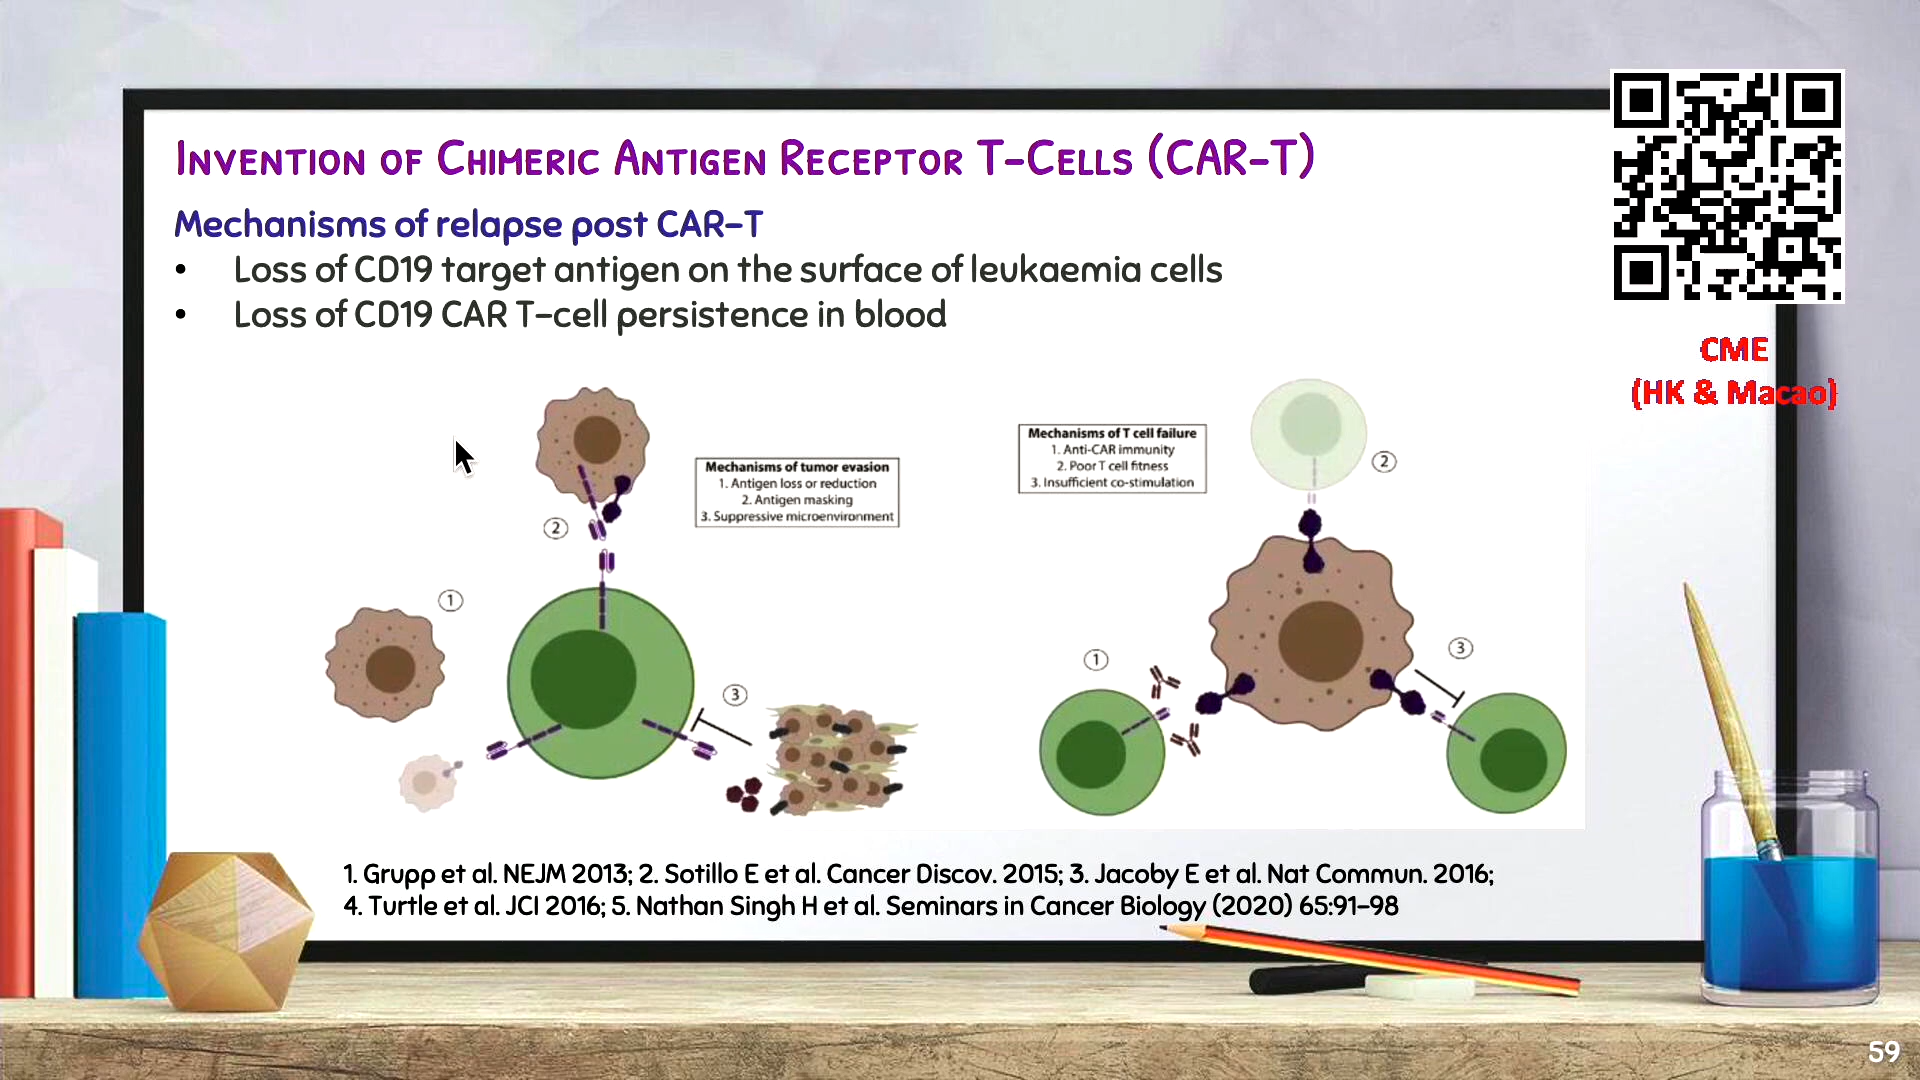 Invention of Chimeric Antigen Receptor T-Cells (CAR-T)
Mechanisms of relapse post CAR-T
• Loss of CD19 target antigen on the surface of leukaemia cells
• Loss of CD19 CAR T-cell persistence in blood
CME
(HK & Macao)
Mechanisms of tumor evasion
1. Antigen loss or reduction
2. Antigen masking
3. Suppressive microenvironment
2
1
3
Mechanisms of T cell failure
1. Anti-CAR immunity
2. Poor T cell fitness
3. Insufficient co-stimulation
2
1
3
1. Grupp et al. NEJM 2013; 2. Sotillo E et al. Cancer Discov. 2015; 3. Jacoby E et al. Nat Commun. 2016;
4. Turtle et al. JCI 2016; 5. Nathan Singh H et al. Seminars in Cancer Biology (2020) 65:91-98
59